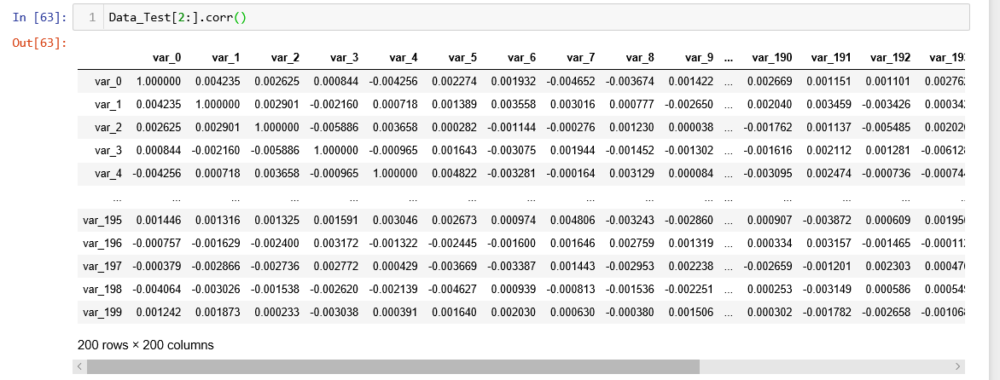 In [63]: 1 Data_Test[2:].corr()
Out[63]:
var_0 var_1 var_2 var_3 var_4 var_5 var_6 var_7 var_8 var_9 ... var_190 var_191 var_192 var_19
var_0 1.000000 0.004235 0.002625 0.000844 -0.004256 0.002274 0.001932 -0.004652 -0.003674 0.001422 ... 0.002669 0.001151 0.001101 0.00276
var_1 0.004235 1.000000 0.002901 -0.002160 0.000718 0.001389 0.003558 0.003016 0.000777 -0.002650 ... 0.002040 0.003459 -0.003426 0.00034
var_2 0.002625 0.002901 1.000000 -0.005886 0.003658 0.000282 -0.001144 -0.000276 0.001230 0.000038 ... -0.001762 0.001137 -0.005485 0.00202
var_3 0.000844 -0.002160 -0.005886 1.000000 -0.000965 0.001643 -0.003075 0.001944 -0.001452 -0.001302 ... -0.001616 0.002112 0.001281 -0.00612
var_4 -0.004256 0.000718 0.003658 -0.000965 1.000000 0.004822 -0.003281 -0.000164 0.003129 0.000084 ... -0.003095 0.002474 -0.000736 -0.00074
... ... ... ... ... ... ... ... ... ... ... ... ... ... ... ..
var_195 0.001446 0.001316 0.001325 0.001591 0.003046 0.002673 0.000974 0.004806 -0.003243 -0.002860 ... 0.000907 -0.003872 0.000609 0.00195
var_196 -0.000757 -0.001629 -0.002400 0.003172 -0.001322 -0.002445 -0.001600 0.001646 0.002759 0.001319 ... 0.000334 0.003157 -0.001465 -0.00011
var_197 -0.000379 -0.002866 -0.002736 0.002772 0.000429 -0.003669 -0.003387 0.001443 -0.002953 0.002238 ... -0.002659 -0.001201 0.002303 0.00047
var_198 -0.004064 -0.003026 -0.001538 -0.002620 -0.002139 -0.004627 0.000939 -0.000813 -0.001536 -0.002251 ... 0.000253 -0.003149 0.000586 0.00054
var_199 0.001242 0.001873 0.000233 -0.003038 0.000391 0.001640 0.002030 0.000630 -0.000380 0.001506 ... 0.000302 -0.001782 -0.002658 -0.00106
200 rows × 200 columns